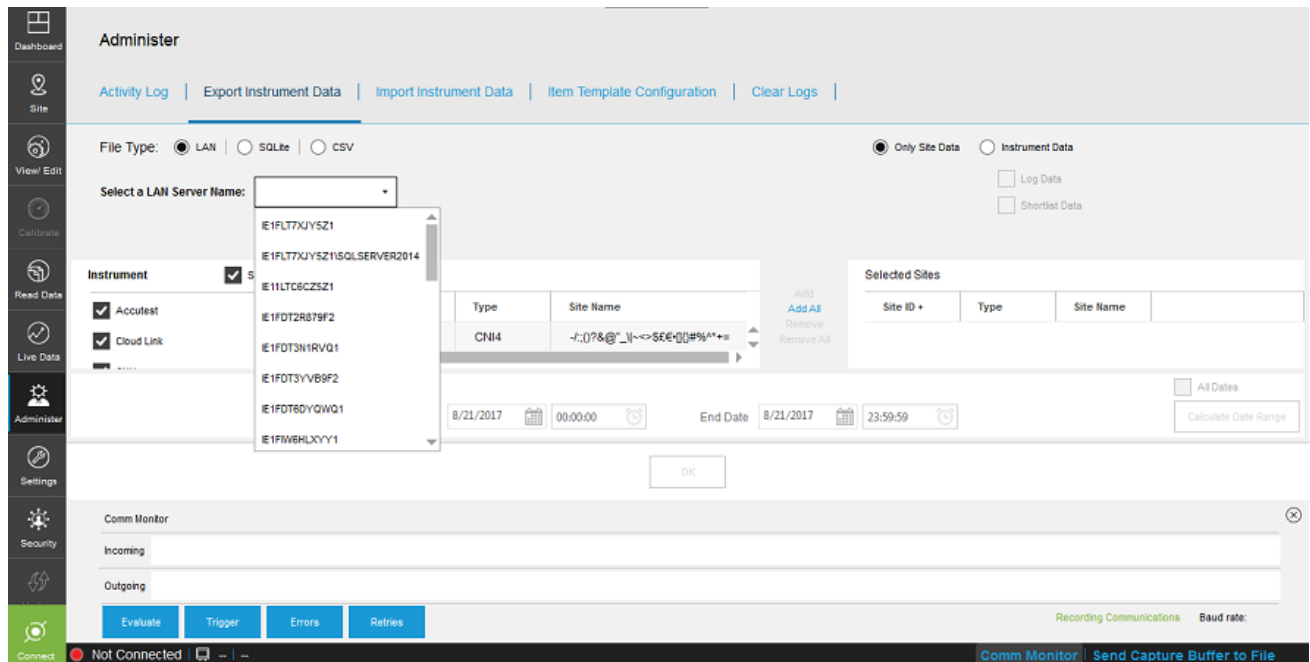 Dashboard
Site
View/ Edit
Calibrate
Read Data
Live Data
Administer
Settings
Security
Connect
Administer
Activity Log | Export Instrument Data | Import Instrument Data | Item Template Configuration | Clear Logs |
File Type: LAN | SQLite | CSV
Only Site Data Instrument Data
Log Data
Shortlist Data
Select a LAN Server Name:
IE1FLT7XJY5Z1
IE1FLT7XJY5Z1\SQLSERVER2014
IE11LTC6CZ5Z1
IE1FDT2R879F2
IE1FDT3N1RVQ1
IE1FDT3YVB9F2
IE1FDT6DYQWQ1
IE1FIW6HLXYY1
Instrument S
Accutest
Cloud Link
Type Site Name
CNI4
Add
Add All
Remove
Remove All
Selected Sites
Site ID + Type Site Name
All Dates
8/21/2017 00:00:00 End Date 8/21/2017 23:59:59 Calculate Date Range
OK
Comm Monitor
Incoming
Outgoing
Evaluate Trigger Errors Retries
Recording Communications Baud rate:
Not Connected | -- | --
Comm Monitor | Send Capture Buffer to File